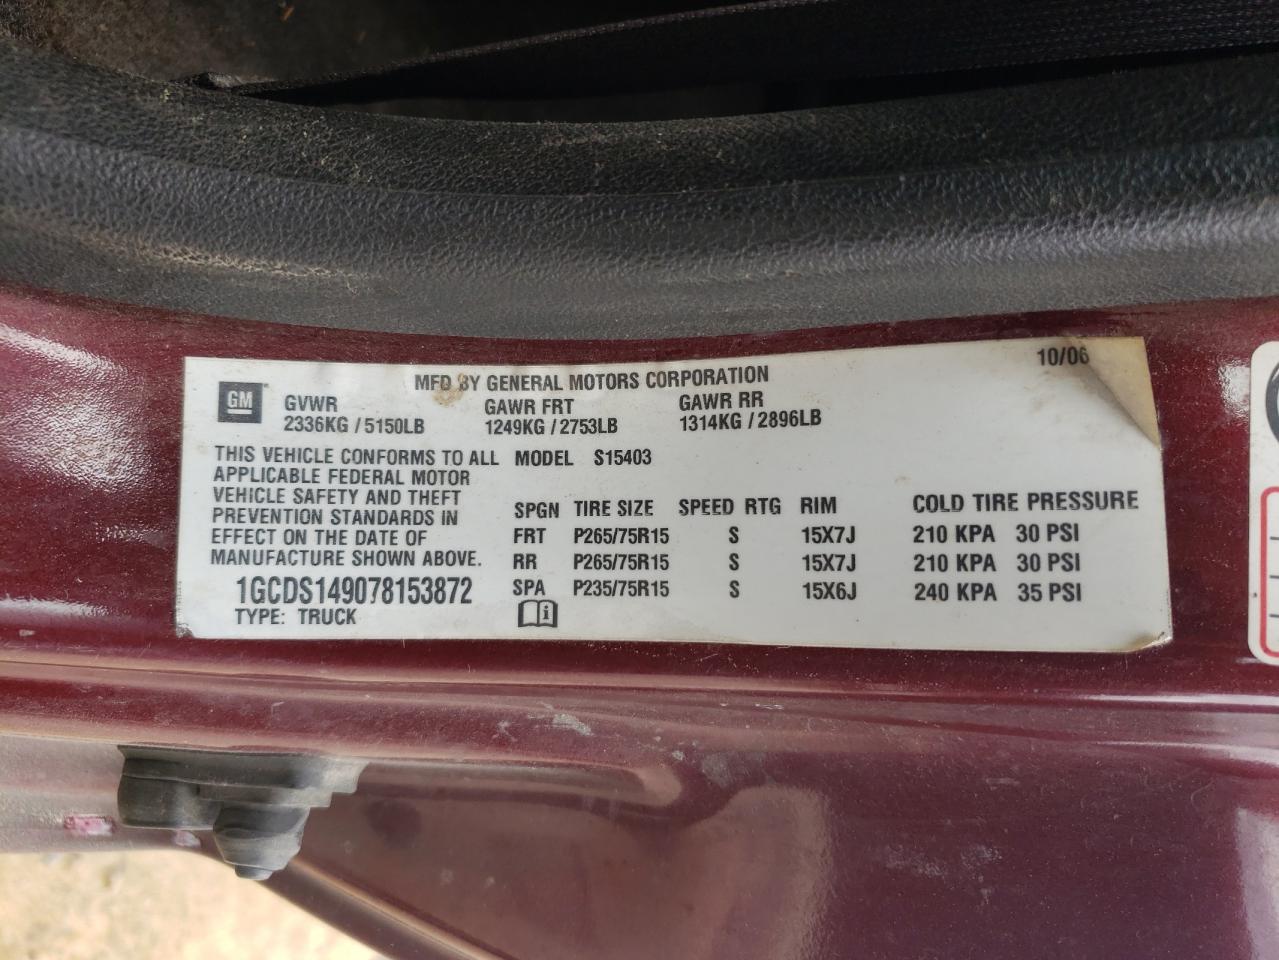 10/06
MFD BY GENERAL MOTORS CORPORATION
GM
GVWR GAWR FRT GAWR RR
2336KG / 5150LB 1249KG / 2753LB 1314KG / 2896LB
THIS VEHICLE CONFORMS TO ALL
APPLICABLE FEDERAL MOTOR
VEHICLE SAFETY AND THEFT
PREVENTION STANDARDS IN
EFFECT ON THE DATE OF
MANUFACTURE SHOWN ABOVE.
1GCDS149078153872
TYPE: TRUCK
MODEL S15403
SPGN TIRE SIZE SPEED RTG RIM COLD TIRE PRESSURE
FRT P265/75R15 S 15X7J 210 KPA 30 PSI
RR P265/75R15 S 15X7J 210 KPA 30 PSI
SPA P235/75R15 S 15X6J 240 KPA 35 PSI